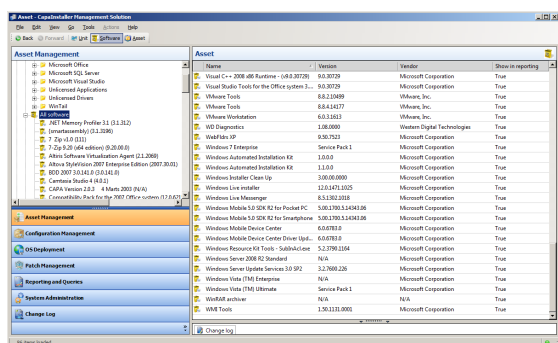 Asset - CapaInstaller Management Solution
File Edit View Go Tools Actions Help
Back Forward Unit Software Asset
Asset Management
Microsoft Office
Microsoft SQL Server
Microsoft Visual Studio
Unlicensed Applications
Unlicensed Drivers
WinTail
All software
.NET Memory Profiler 3.1 (3.1.312)
{smartassembly} (3.1.3196)
7 Zip v1.0 (111)
7-Zip 9.20 (x64 edition) (9.20.00.0)
Altiris Software Virtualization Agent (2.1.2069)
Altova StyleVision 2007 Enterprise Edition (2007.30.01)
BDD 2007 3.0.141.0 (3.0.141.0)
Camtasia Studio 4 (4.0.1)
CAPA Version 2.0.3 4 Marts 2003 (N/A)
Compatibility Pack for the 2007 Office system (12.0.62
Asset Management
Configuration Management
OS Deployment
Patch Management
Reporting and Queries
System Administration
Change Log
Asset
Name Version Vendor Show in reporting
Visual C++ 2008 x86 Runtime - (v9.0.30729) 9.0.30729 Microsoft Corporation True
Visual Studio Tools for the Office system 3... 9.0.30729 Microsoft Corporation True
VMware Tools 8.8.2.10499 VMware, Inc. True
VMware Tools 8.8.4.14177 VMware, Inc. True
VMware Workstation 6.0.3.1613 VMware, Inc. True
WD Diagnostics 1.08.0000 Western Digital Technologies True
WebFldrs XP 9.50.7523 Microsoft Corporation True
Windows 7 Enterprise Service Pack 1 Microsoft Corporation True
Windows Automated Installation Kit 1.0.0.0 Microsoft Corporation True
Windows Automated Installation Kit 1.1.0.0 Microsoft Corporation True
Windows Installer Clean Up 3.00.00.0000 Microsoft Corporation True
Windows Live installer 12.0.1471.1025 Microsoft Corporation True
Windows Live Messenger 8.5.1302.1018 Microsoft Corporation True
Windows Mobile 5.0 SDK R2 for Pocket PC 5.00.1700.5.14343.06 Microsoft Corporation True
Windows Mobile 5.0 SDK R2 for Smartphone 5.00.1700.5.14343.06 Microsoft Corporation True
Windows Mobile Device Center 6.0.6783.0 Microsoft Corporation True
Windows Mobile Device Center Driver Upd... 6.0.6783.0 Microsoft Corporation True
Windows Resource Kit Tools - SubInAcl.exe 5.2.3790.1164 Microsoft Corporation True
Windows Server 2008 R2 Standard N/A Microsoft Corporation True
Windows Server Update Services 3.0 SP2 3.2.7600.226 Microsoft Corporation True
Windows Vista (TM) Enterprise N/A Microsoft Corporation True
Windows Vista (TM) Ultimate Service Pack 1 Microsoft Corporation True
WinRAR archiver N/A N/A True
WMI Tools 1.50.1131.0001 Microsoft Corporation True
Change log